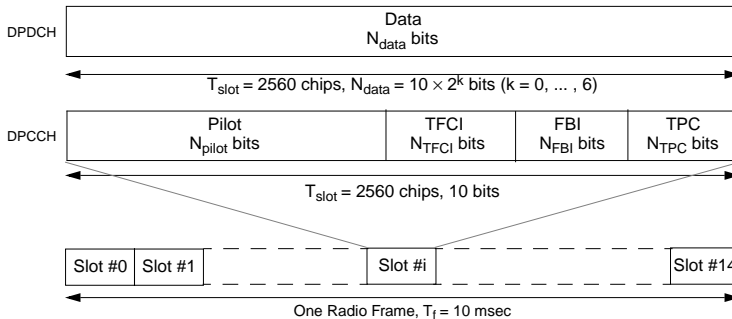 Data
DPDCH
N_data bits
T_slot = 2560 chips, N_data = 10 × 2^k bits (k = 0, ... , 6)
Pilot TFCI FBI TPC
DPCCH
N_pilot bits N_TFCI bits N_FBI bits N_TPC bits
T_slot = 2560 chips, 10 bits
Slot #0 Slot #1 Slot #i Slot #14
One Radio Frame, T_f = 10 msec